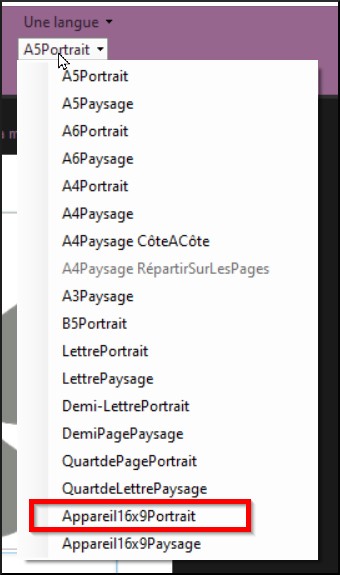 Une langue
A5Portrait
A5Portrait
A5Paysage
A6Portrait
A6Paysage
A4Portrait
A4Paysage
A4Paysage CôteACôte
A4Paysage RépartirSurLesPages
A3Paysage
B5Portrait
LettrePortrait
LettrePaysage
Demi-LettrePortrait
DemiPagePaysage
QuartdePagePortrait
QuartdeLettrePaysage
Appareil16x9Portrait
Appareil16x9Paysage